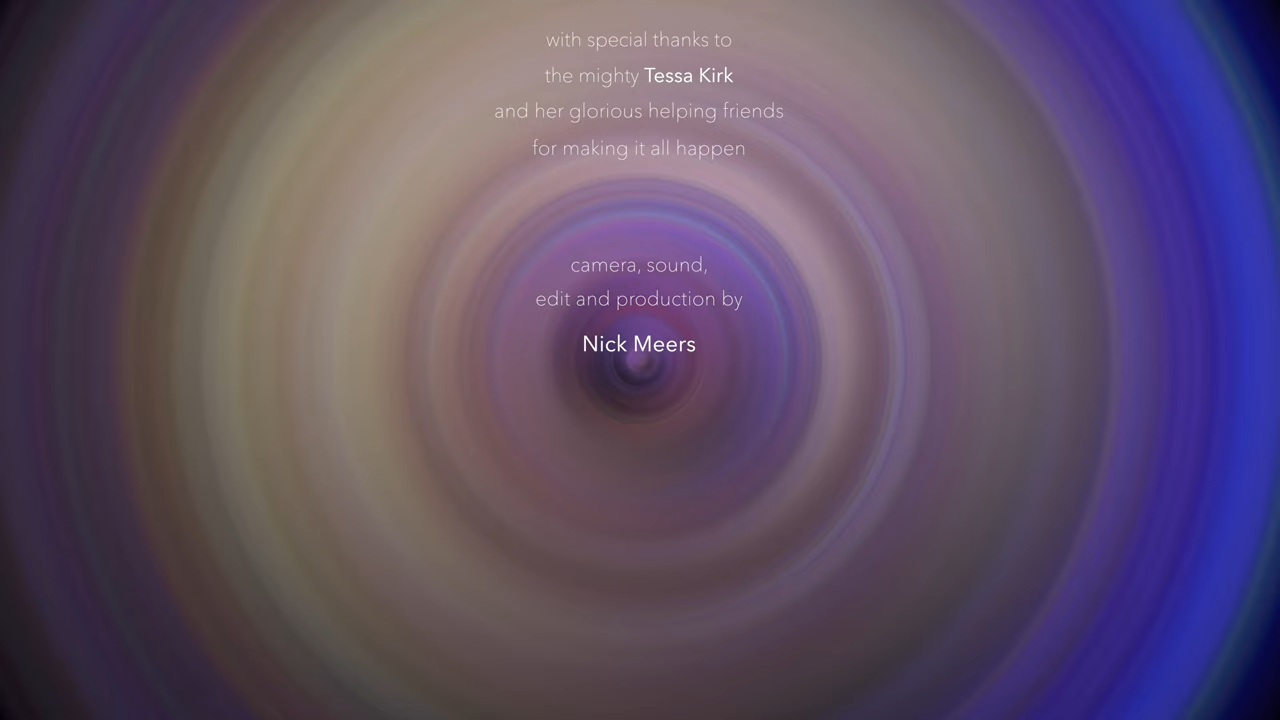 with special thanks to
the mighty Tessa Kirk
and her glorious helping friends
for making it all happen
camera, sound,
edit and production by
Nick Meers